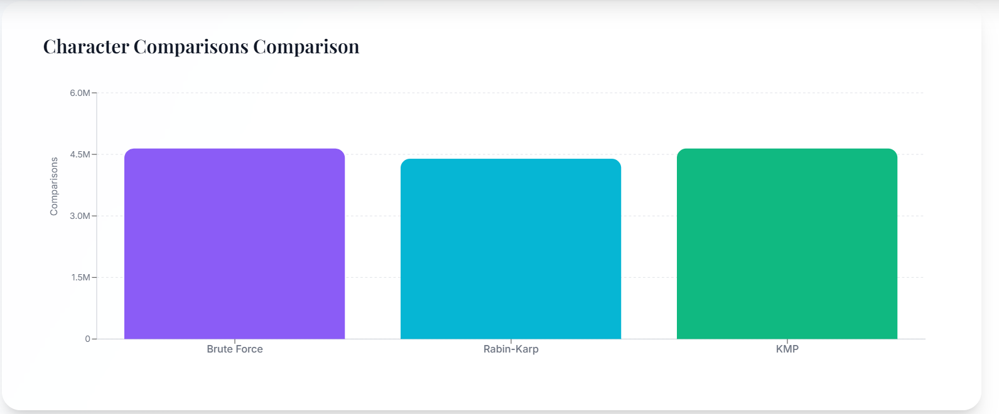 Character Comparisons Comparison
6.0M
4.5M
3.0M
1.5M
0
Comparisons
Brute Force
Rabin-Karp
KMP